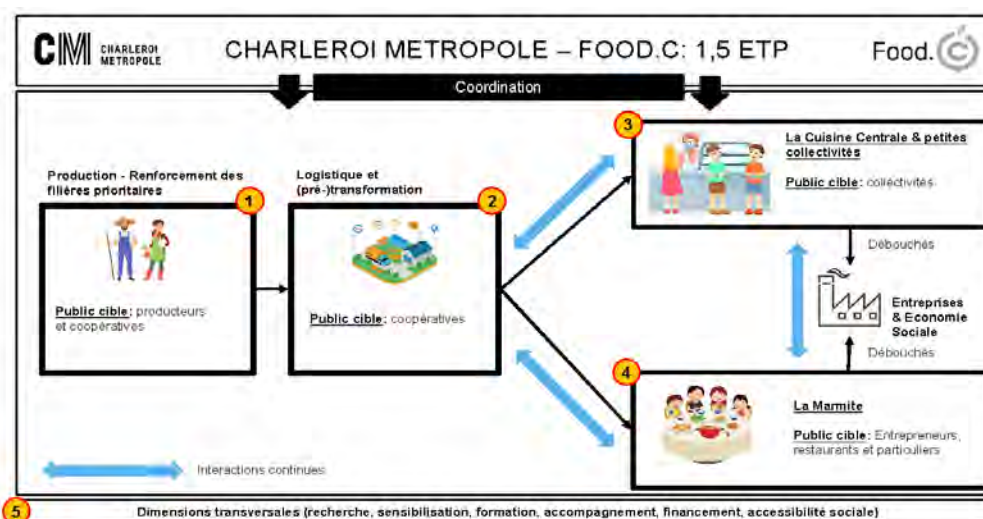 CM CHARLEROI
METROPOLE
CHARLEROI METROPOLE – FOOD.C: 1,5 ETP
Food.C
Coordination
Production - Renforcement des
filières prioritaires
1
Public cible: producteurs
et coopératives
Logistique et
(pré-)transformation
2
Public cible: coopératives
3
La Cuisine Centrale & petites
collectivités
Public cible: collectivités
Débouchés
Entreprises
& Economie
Sociale
Débouchés
4
La Marmite
Public cible: Entrepreneurs,
restaurants et particuliers
Interactions continues
5
Dimensions transversales (recherche, sensibilisation, formation, accompagnement, financement, accessibilité sociale)